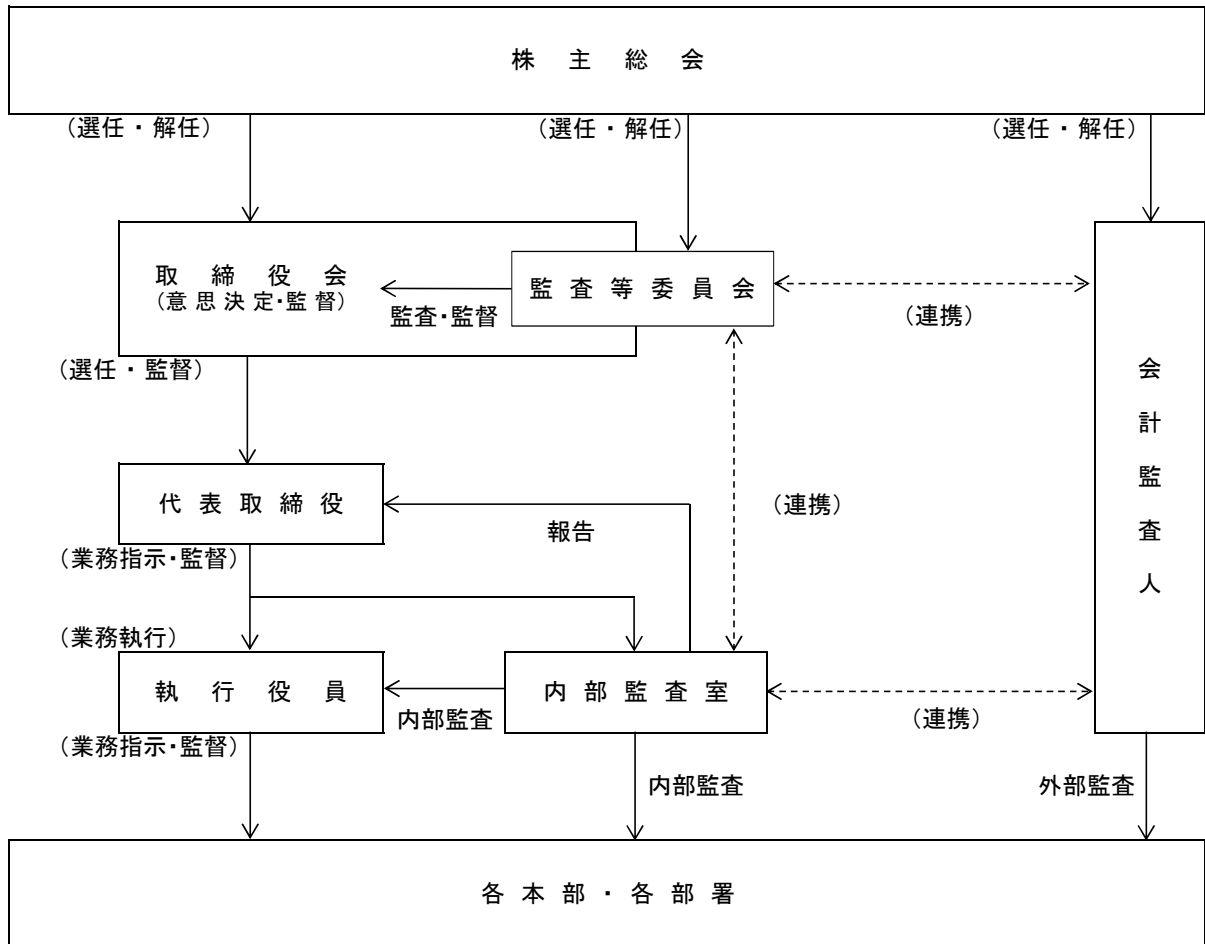 株主総会
（選任・解任）
（選任・解任）
（選任・解任）
取締役会
（意思決定・監督）
監査・監督
監査等委員会
（連携）
（選任・監督）
会計監査人
代表取締役
報告
（連携）
（業務指示・監督）
（業務執行）
執行役員
内部監査
内部監査室
（連携）
（業務指示・監督）
内部監査
外部監査
各本部・各部署